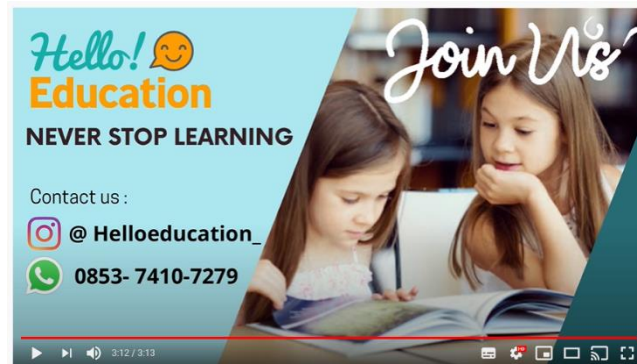 Hello!
Education
NEVER STOP LEARNING
Join Us
Contact us :
@ Helloeducation_
0853- 7410-7279
3:12 / 3:13